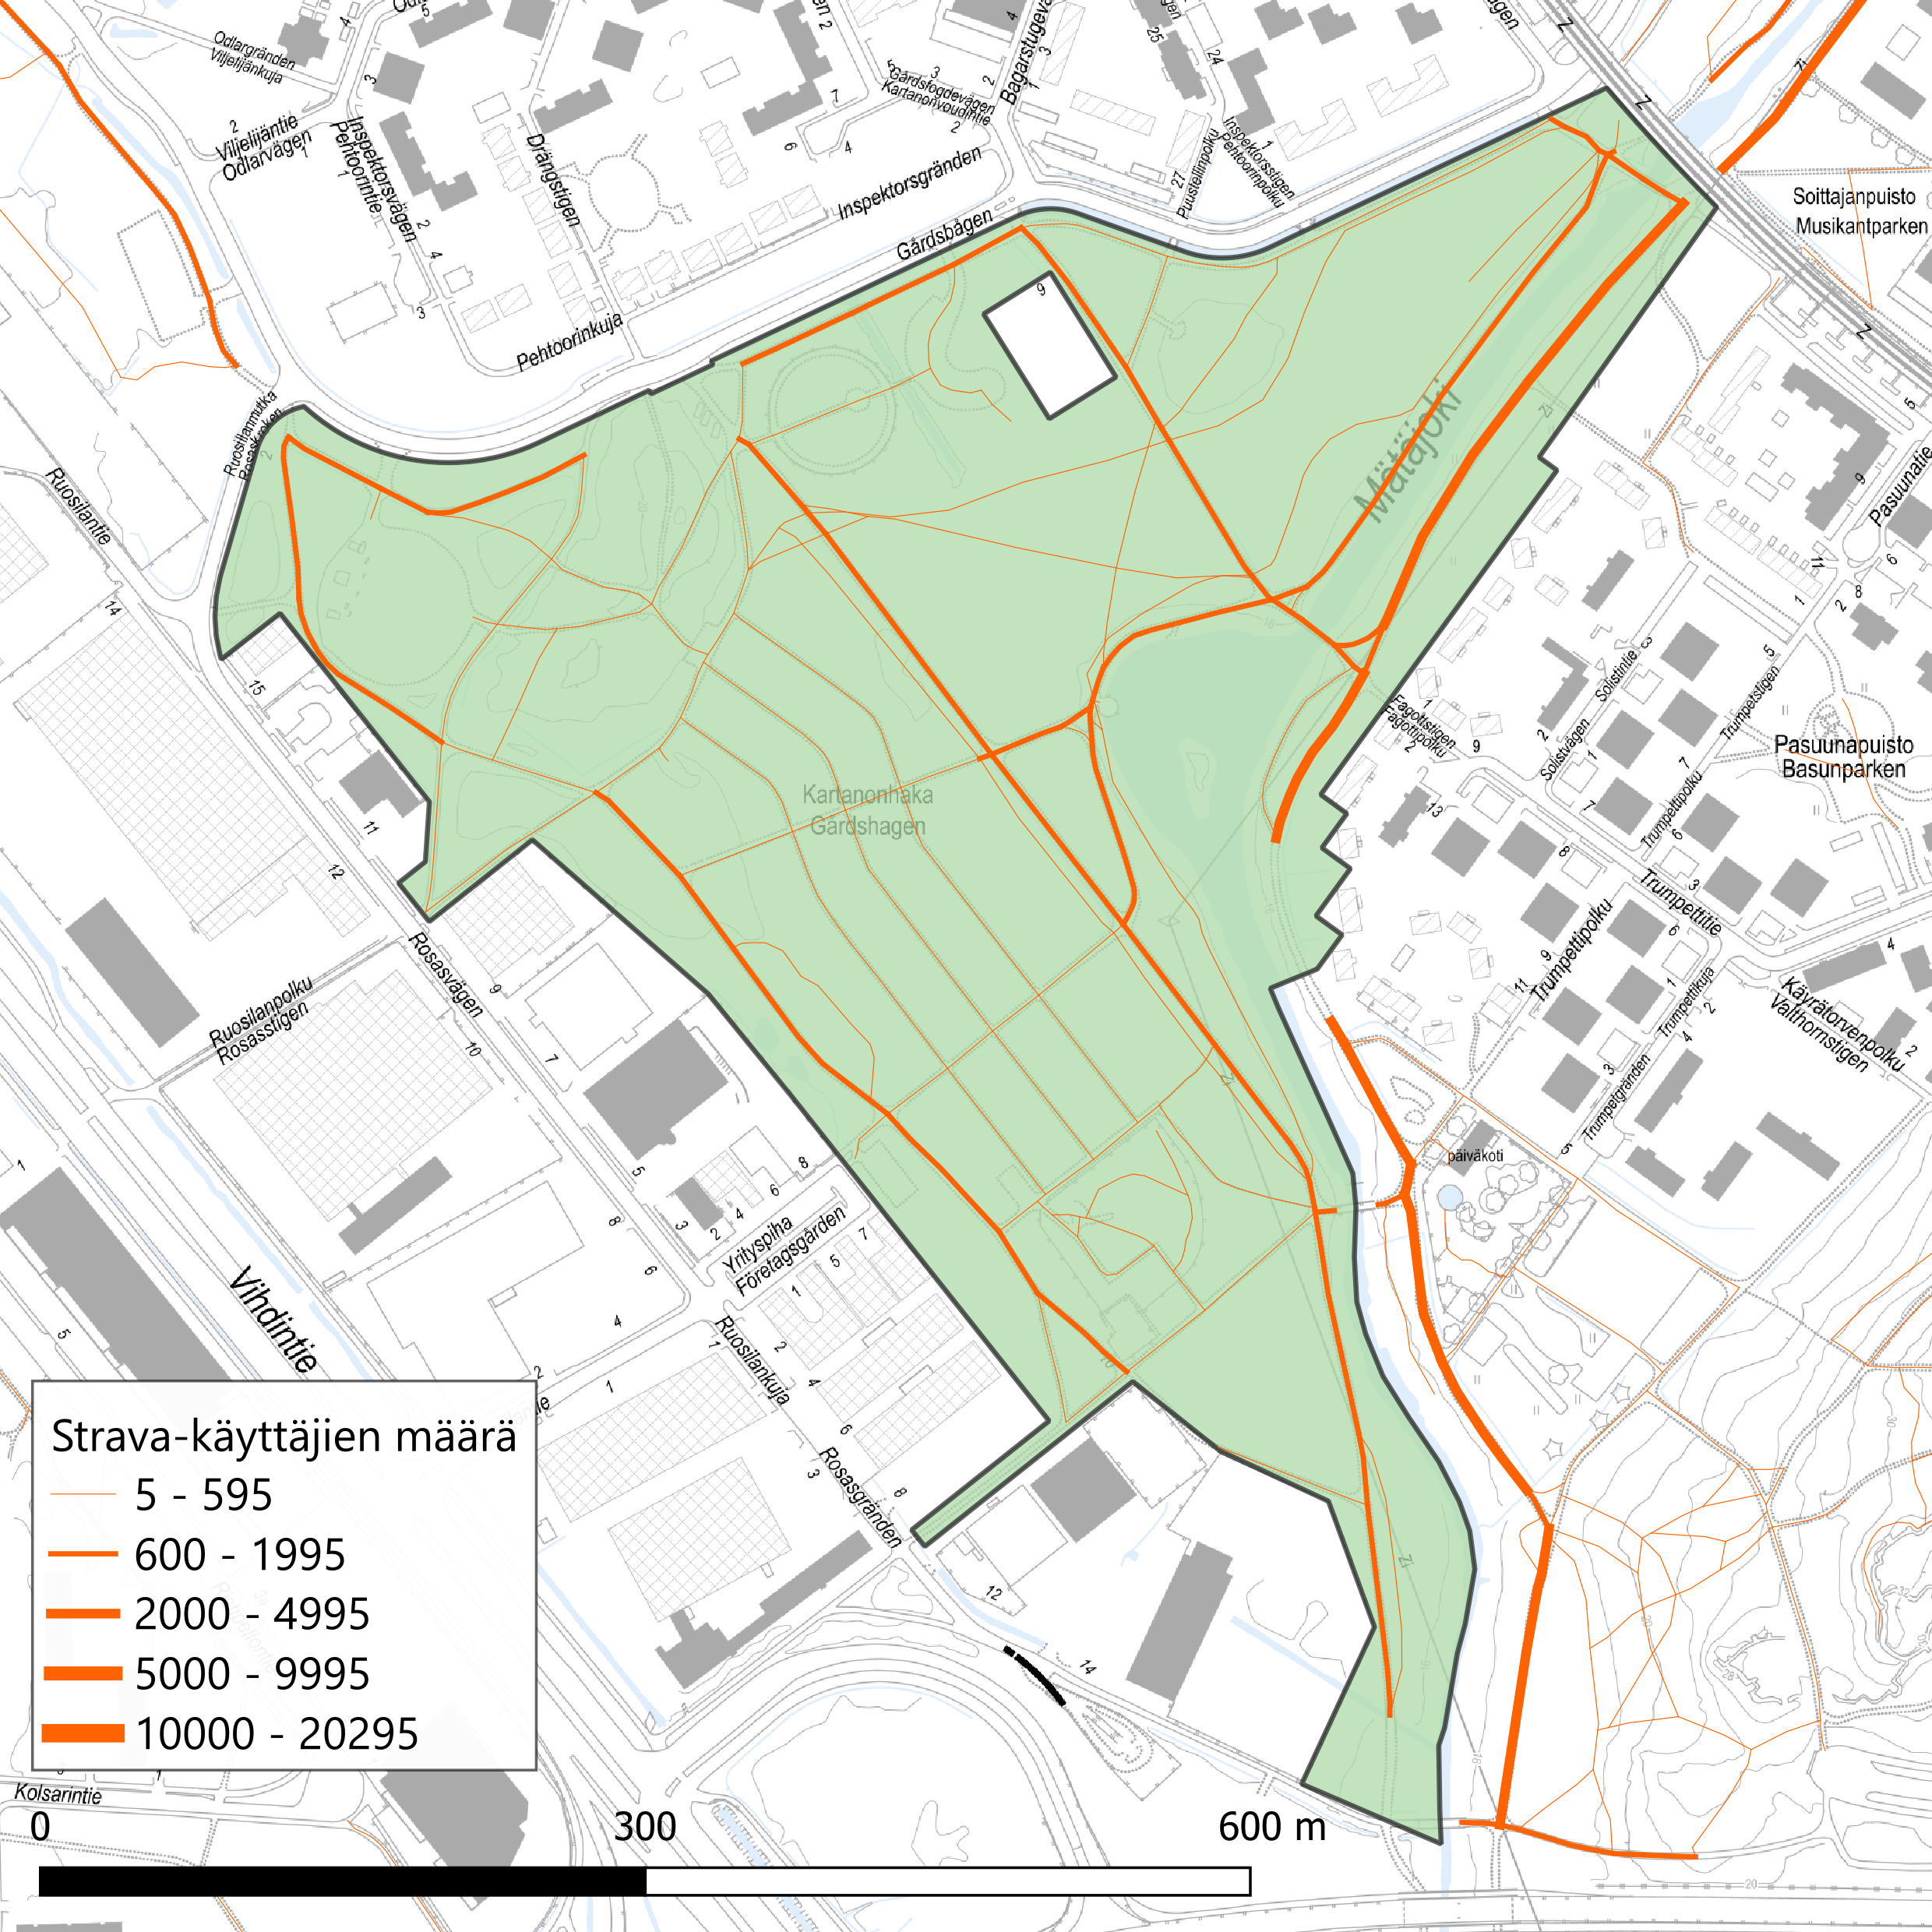 Odlargränden
Viljelijänkuja
Viljelijäntie
Odlarvägen
Inspektorsvägen
Pehtoorintie
Drängstigen
Gårdsfogdevägen
Kartanonvoudintie
Inspektorsgränden
Gårdsbågen
Pehtoorinkuja
Puustellinpolku
Inspektorsstigen
Pehtoorinpolku
Soittajanpuisto
Musikantparken
Ruosilanmutka
Ruosilantie
Mätäjoki
Pasuunatie
Kartanonhaka
Gårdshagen
Fagottstigen
Fagottipolku
Solistintie
Solistvägen
Trumpetstigen
Trumpettipolku
Pasuunapuisto
Basunparken
Trumpettitie
Trumpettipolku
Trumpettikuja
Trumpetgränden
Käyrätorvenpolku
Valthornstigen
päiväkoti
Rosasvägen
Ruosilanpolku
Rosasstigen
Yrityspiha
Företagsgården
Ruosilankuja
Rosasgränden
Vihdintie
Kolsarintie
Strava-käyttäjien määrä
5 - 595
600 - 1995
2000 - 4995
5000 - 9995
10000 - 20295
0 300 600 m